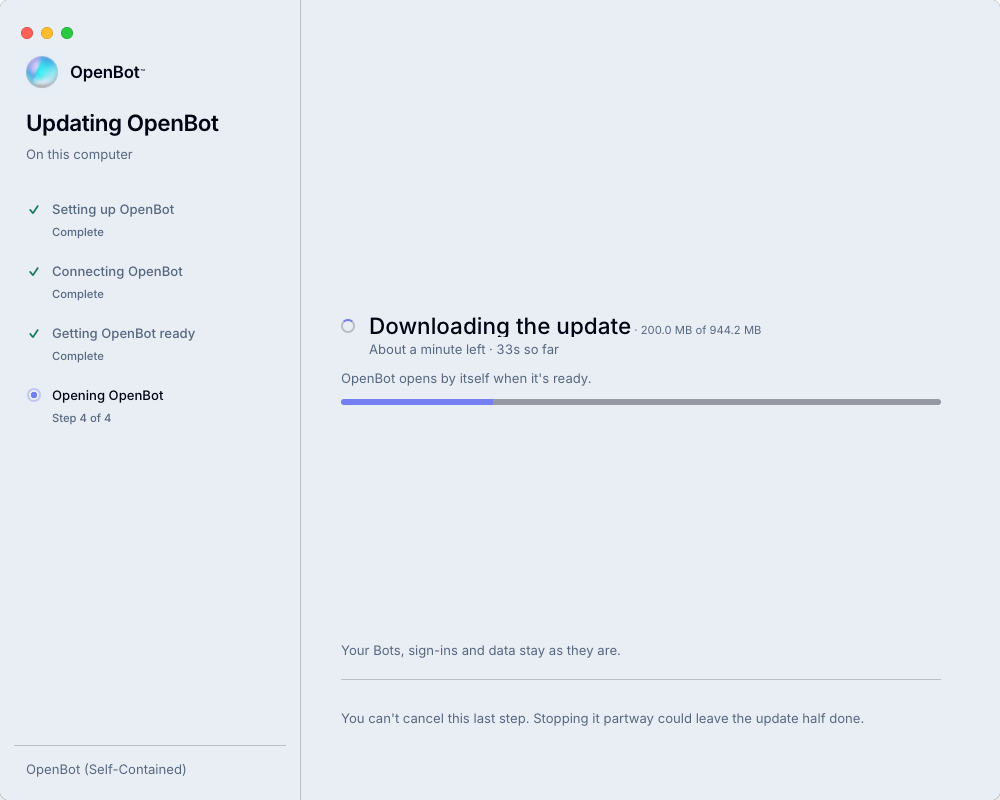 OpenBot™
Updating OpenBot
On this computer
Setting up OpenBot
Complete
Connecting OpenBot
Complete
Getting OpenBot ready
Complete
Opening OpenBot
Step 4 of 4
OpenBot (Self-Contained)
Downloading the update · 200.0 MB of 944.2 MB
About a minute left · 33s so far
OpenBot opens by itself when it's ready.
Your Bots, sign-ins and data stay as they are.
You can't cancel this last step. Stopping it partway could leave the update half done.